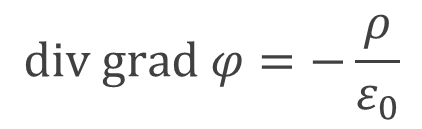 div grad φ = − ρ/ε₀